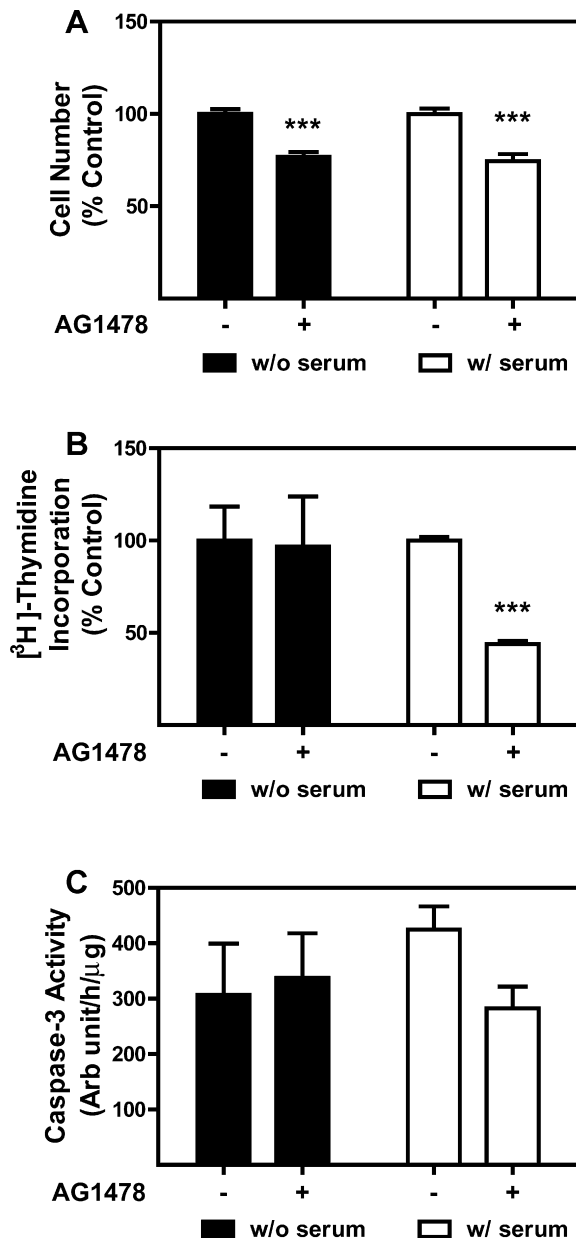 A
150
100
50
Cell Number
(% Control)
***
***
AG1478 - + - +
w/o serum w/ serum
B
150
100
50
[³H]-Thymidine
Incorporation
(% Control)
***
AG1478 - + - +
w/o serum w/ serum
C
500
400
300
200
100
Caspase-3 Activity
(Arb unit/h/μg)
AG1478 - + - +
w/o serum w/ serum